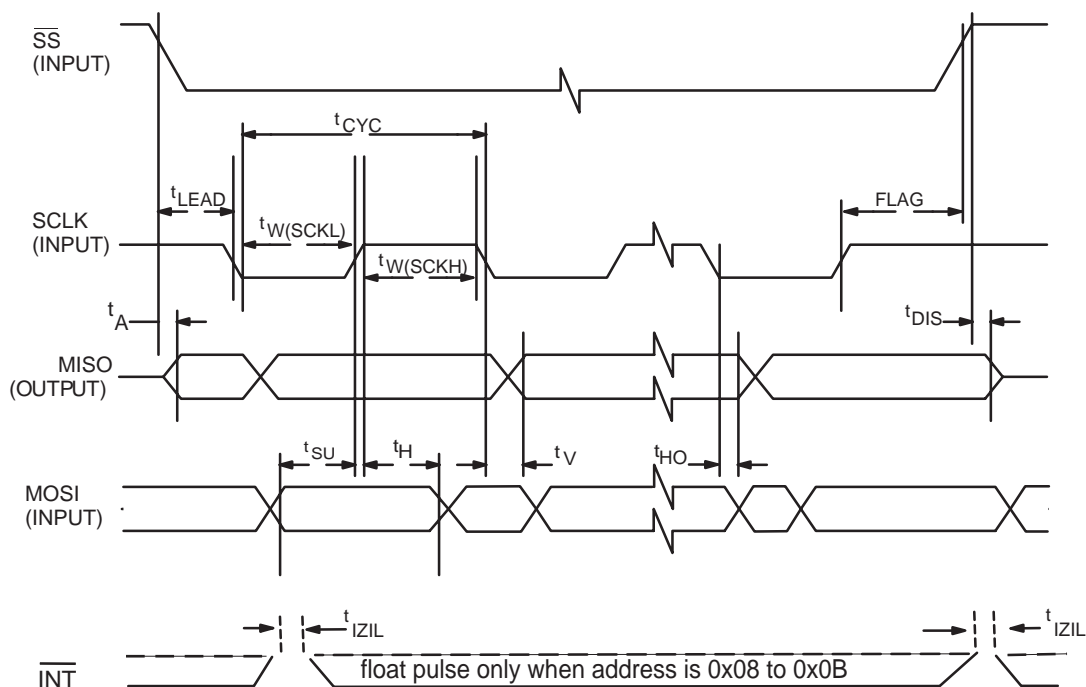 SS
(INPUT)
tCYC
tLEAD
FLAG
SCLK
(INPUT)
tW(SCKL)
tW(SCKH)
tA
tDIS
MISO
(OUTPUT)
tSU
tH
tV
tHO
MOSI
(INPUT)
tIZIL
tIZIL
INT
float pulse only when address is 0x08 to 0x0B